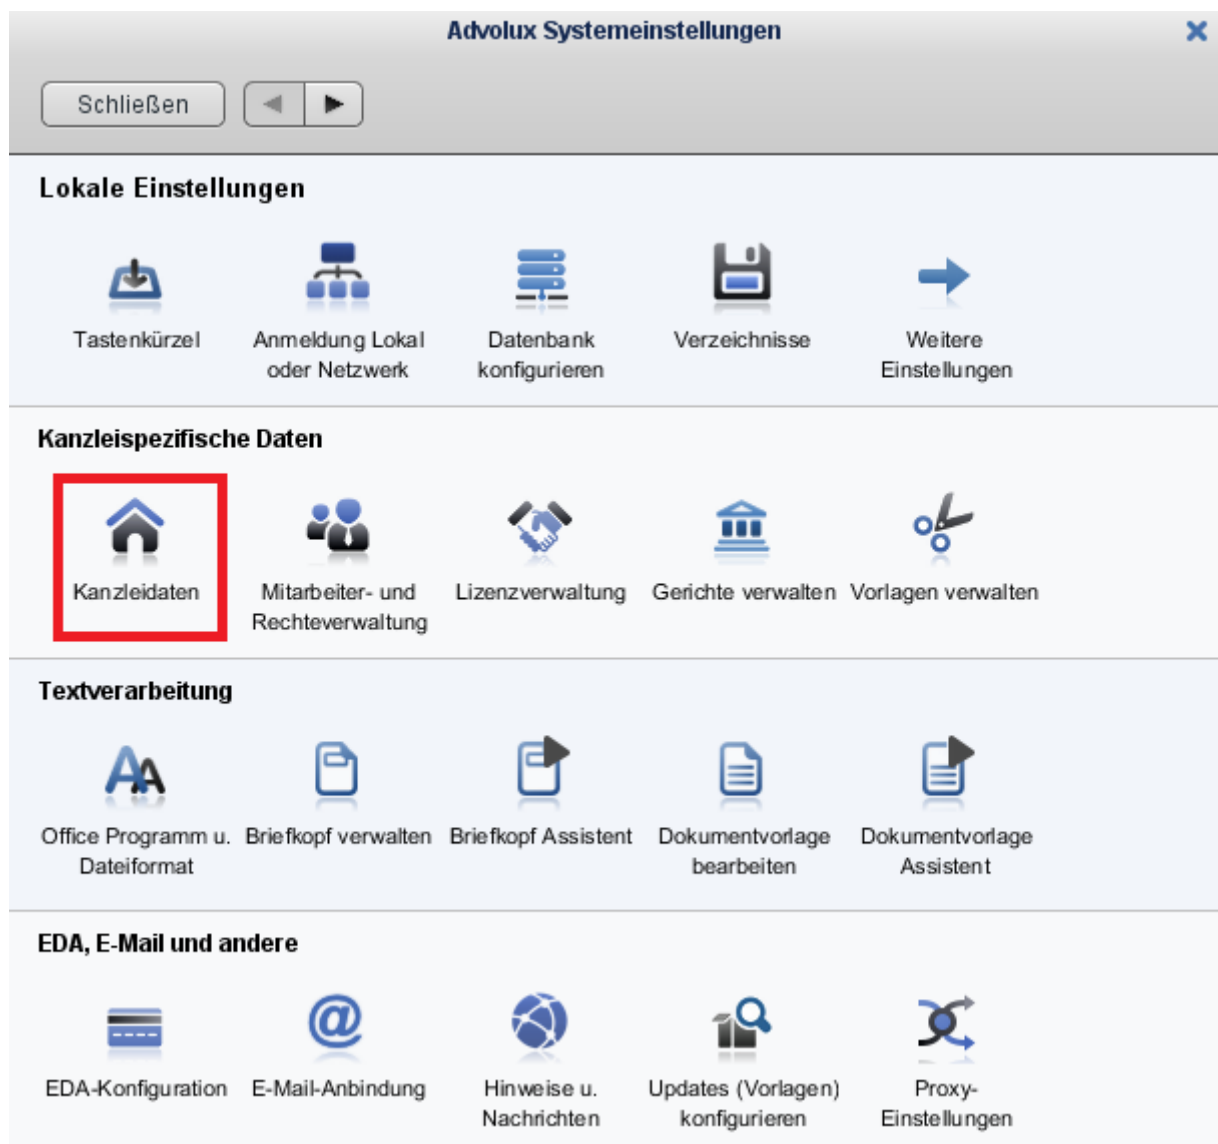 Advolux Systemeinstellungen
Schließen
Lokale Einstellungen
Tastenkürzel
Anmeldung Lokal
oder Netzwerk
Datenbank
konfigurieren
Verzeichnisse
Weitere
Einstellungen
Kanzleispezifische Daten
Kanzleidaten
Mitarbeiter- und
Rechteverwaltung
Lizenzverwaltung
Gerichte verwalten
Vorlagen verwalten
Textverarbeitung
Office Programm u.
Dateiformat
Briefkopf verwalten
Briefkopf Assistent
Dokumentvorlage
bearbeiten
Dokumentvorlage
Assistent
EDA, E-Mail und andere
EDA-Konfiguration
E-Mail-Anbindung
Hinweise u.
Nachrichten
Updates (Vorlagen)
konfigurieren
Proxy-
Einstellungen